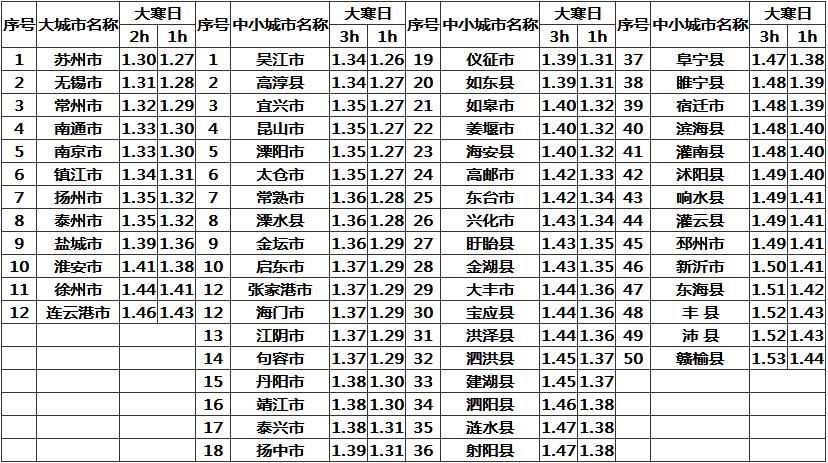 序号 大城市名称 大寒日 序号 中小城市名称 大寒日 序号 中小城市名称 大寒日 序号 中小城市名称 大寒日
2h 1h 3h 1h 3h 1h 3h 1h
1 苏州市 1.30 1.27 1 吴江市 1.34 1.26 19 仪征市 1.39 1.31 37 阜宁县 1.47 1.38
2 无锡市 1.31 1.28 2 高淳县 1.34 1.27 20 如东县 1.39 1.31 38 睢宁县 1.48 1.39
3 常州市 1.32 1.29 3 宜兴市 1.35 1.27 21 如皋市 1.40 1.32 39 宿迁市 1.48 1.39
4 南通市 1.33 1.30 4 昆山市 1.35 1.27 22 姜堰市 1.40 1.32 40 滨海县 1.48 1.40
5 南京市 1.33 1.30 5 溧阳市 1.35 1.27 23 海安县 1.40 1.32 41 灌南县 1.48 1.40
6 镇江市 1.34 1.31 6 太仓市 1.35 1.27 24 高邮市 1.42 1.33 42 沭阳县 1.49 1.40
7 扬州市 1.35 1.32 7 常熟市 1.36 1.28 25 东台市 1.42 1.34 43 响水县 1.49 1.41
8 泰州市 1.35 1.32 8 溧水县 1.36 1.28 26 兴化市 1.43 1.34 44 灌云县 1.49 1.41
9 盐城市 1.39 1.36 9 金坛市 1.36 1.29 27 盱眙县 1.43 1.35 45 邳州市 1.49 1.41
10 淮安市 1.41 1.38 10 启东市 1.37 1.29 28 金湖县 1.43 1.35 46 新沂市 1.50 1.41
11 徐州市 1.44 1.41 12 张家港市 1.37 1.29 29 大丰市 1.44 1.36 47 东海县 1.51 1.42
12 连云港市 1.46 1.43 12 海门市 1.37 1.29 30 宝应县 1.44 1.36 48 丰 县 1.52 1.43
13 江阴市 1.37 1.29 31 洪泽县 1.44 1.36 49 沛 县 1.52 1.43
14 句容市 1.37 1.29 32 泗洪县 1.45 1.37 50 赣榆县 1.53 1.44
15 丹阳市 1.38 1.30 33 建湖县 1.45 1.37
16 靖江市 1.38 1.30 34 泗阳县 1.46 1.38
17 泰兴市 1.38 1.31 35 涟水县 1.47 1.38
18 扬中市 1.39 1.31 36 射阳县 1.47 1.38